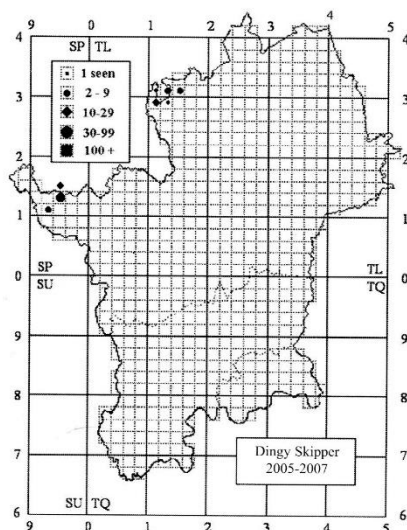 9 0 1 2 3 4 5
SP TL
4 4
1 seen
2 - 9
10-29
30-99
100 +
3 3
2 2
1 1
0 SP TL 0
SU TQ
9 9
8 8
7 7
Dingy Skipper
2005-2007
SU TQ
6 6
9 0 1 2 3 4 5